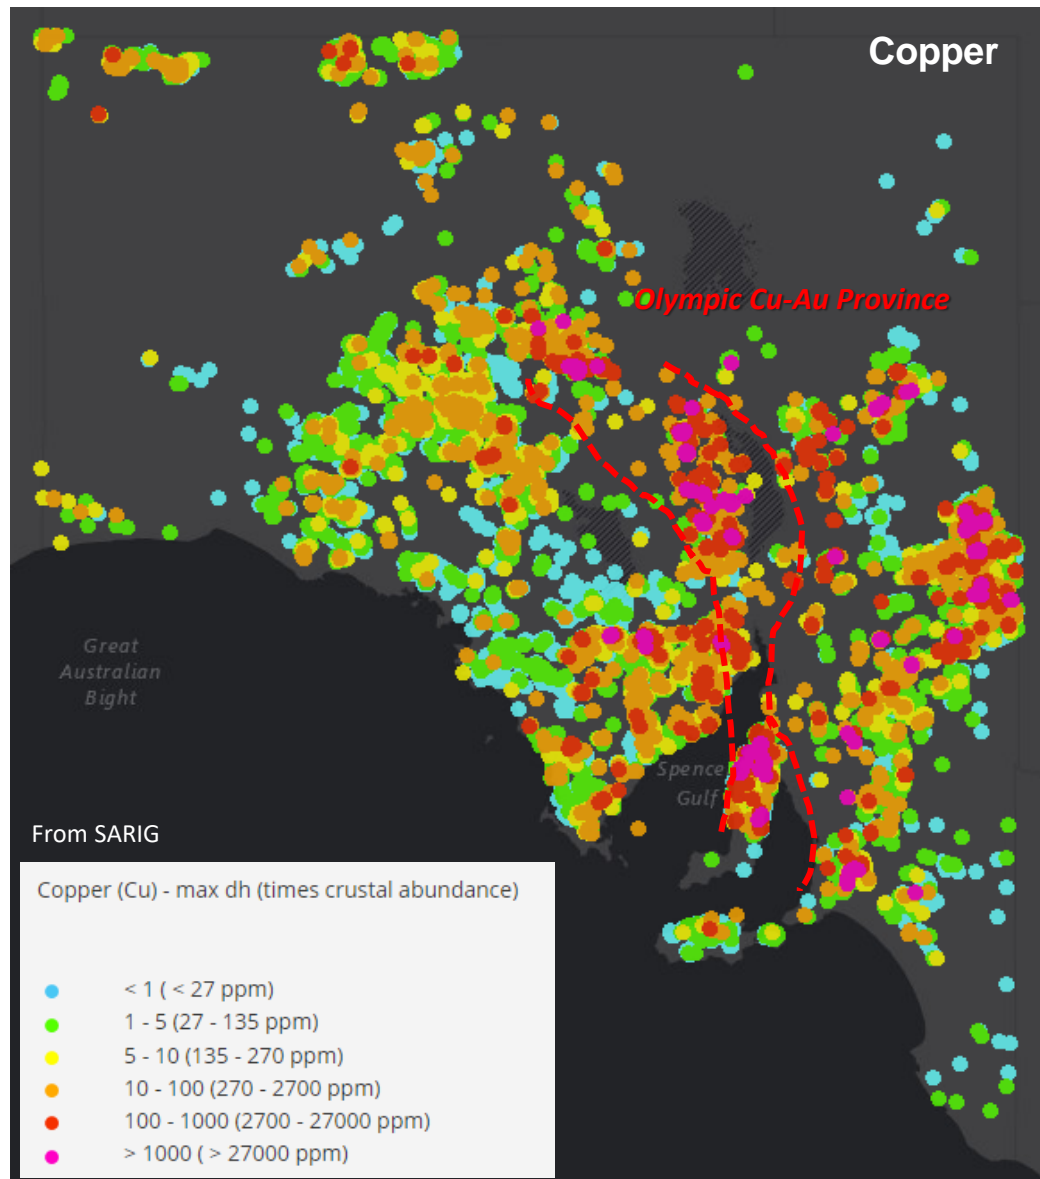 Copper
Olympic Cu-Au Province
Great
Australian
Bight
Spence
Gulf
From SARIG
Copper (Cu) - max dh (times crustal abundance)
< 1 ( < 27 ppm)
1 - 5 (27 - 135 ppm)
5 - 10 (135 - 270 ppm)
10 - 100 (270 - 2700 ppm)
100 - 1000 (2700 - 27000 ppm)
> 1000 ( > 27000 ppm)